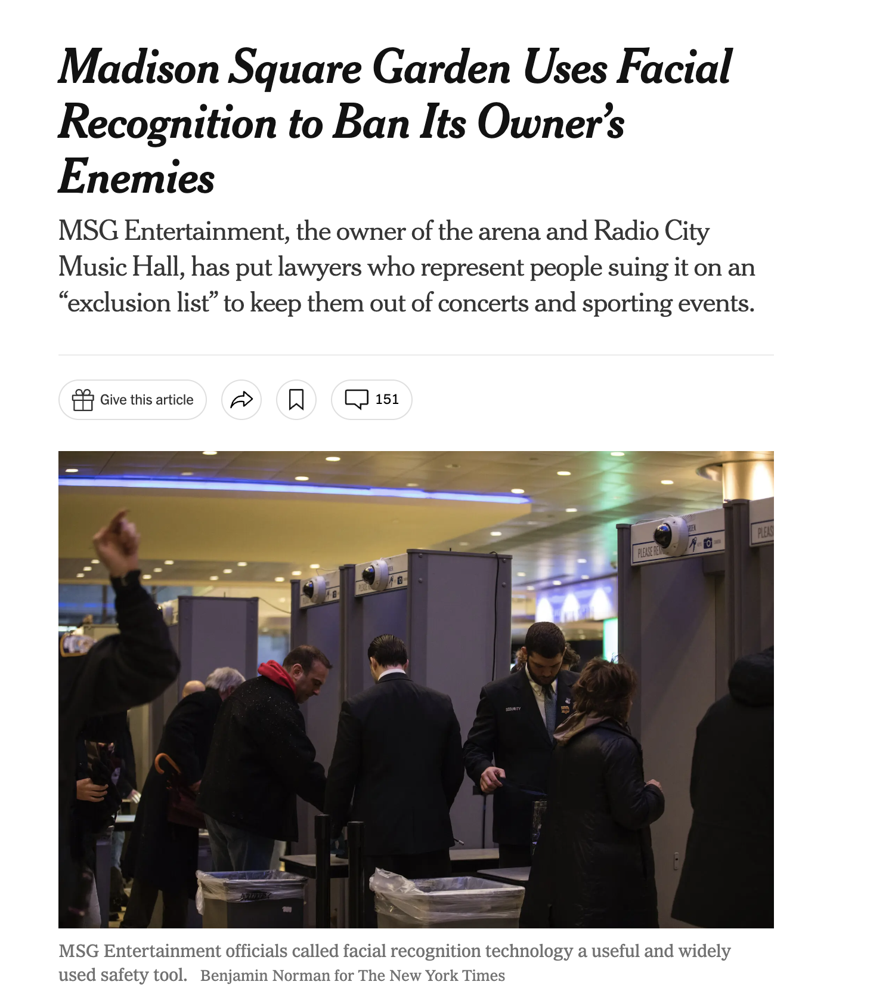 Madison Square Garden Uses Facial
Recognition to Ban Its Owner’s
Enemies
MSG Entertainment, the owner of the arena and Radio City
Music Hall, has put lawyers who represent people suing it on an
“exclusion list” to keep them out of concerts and sporting events.
Give this article
151
PLEASE
PLEAS
SECURITY
MSG Entertainment officials called facial recognition technology a useful and widely
used safety tool. Benjamin Norman for The New York Times